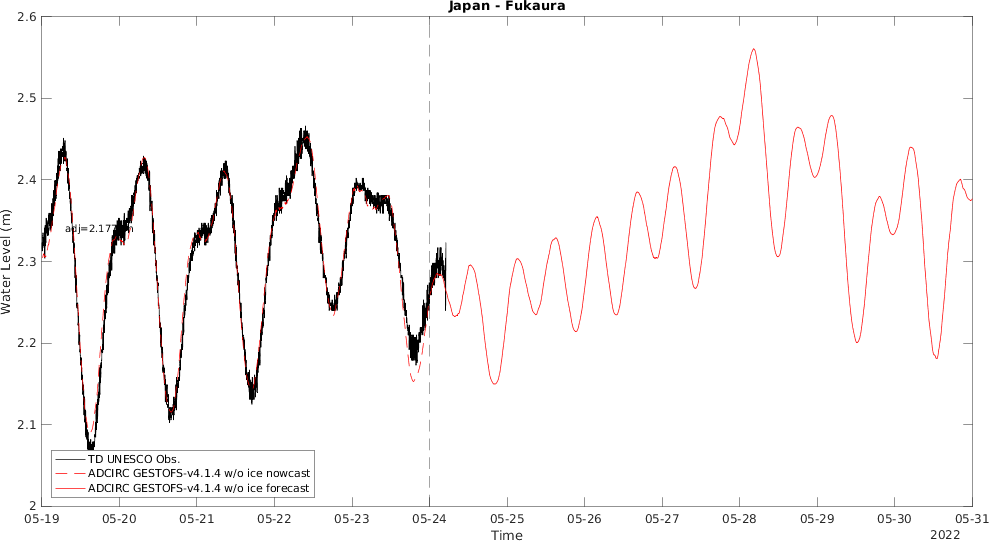 Japan - Fukaura
2.6
2.5
2.4
2.3
2.2
2.1
2
Water Level (m)
TD UNESCO Obs.
ADCIRC GESTOFS-v4.1.4 w/o ice nowcast
ADCIRC GESTOFS-v4.1.4 w/o ice forecast
05-19 05-20 05-21 05-22 05-23 05-24 05-25 05-26 05-27 05-28 05-29 05-30 05-31
Time
2022